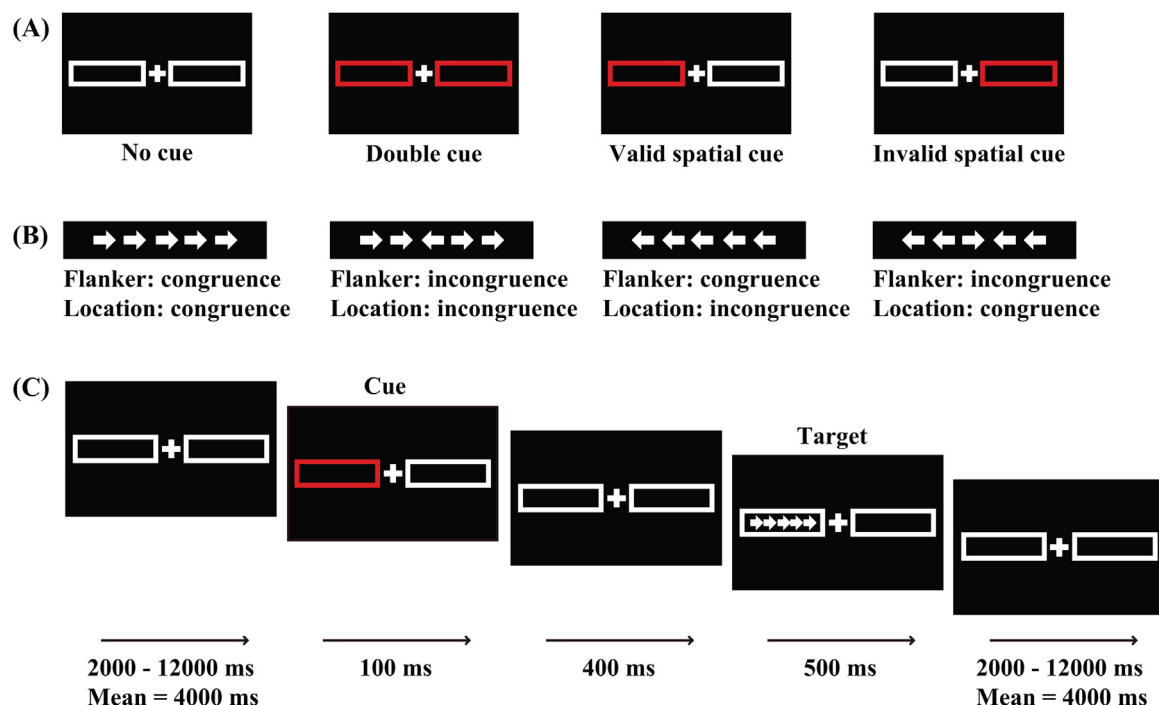 (A)
No cue
Double cue
Valid spatial cue
Invalid spatial cue
(B)
Flanker: congruence
Location: congruence
Flanker: incongruence
Location: incongruence
Flanker: congruence
Location: incongruence
Flanker: incongruence
Location: congruence
(C)
Cue
Target
2000 - 12000 ms
Mean = 4000 ms
100 ms
400 ms
500 ms
2000 - 12000 ms
Mean = 4000 ms